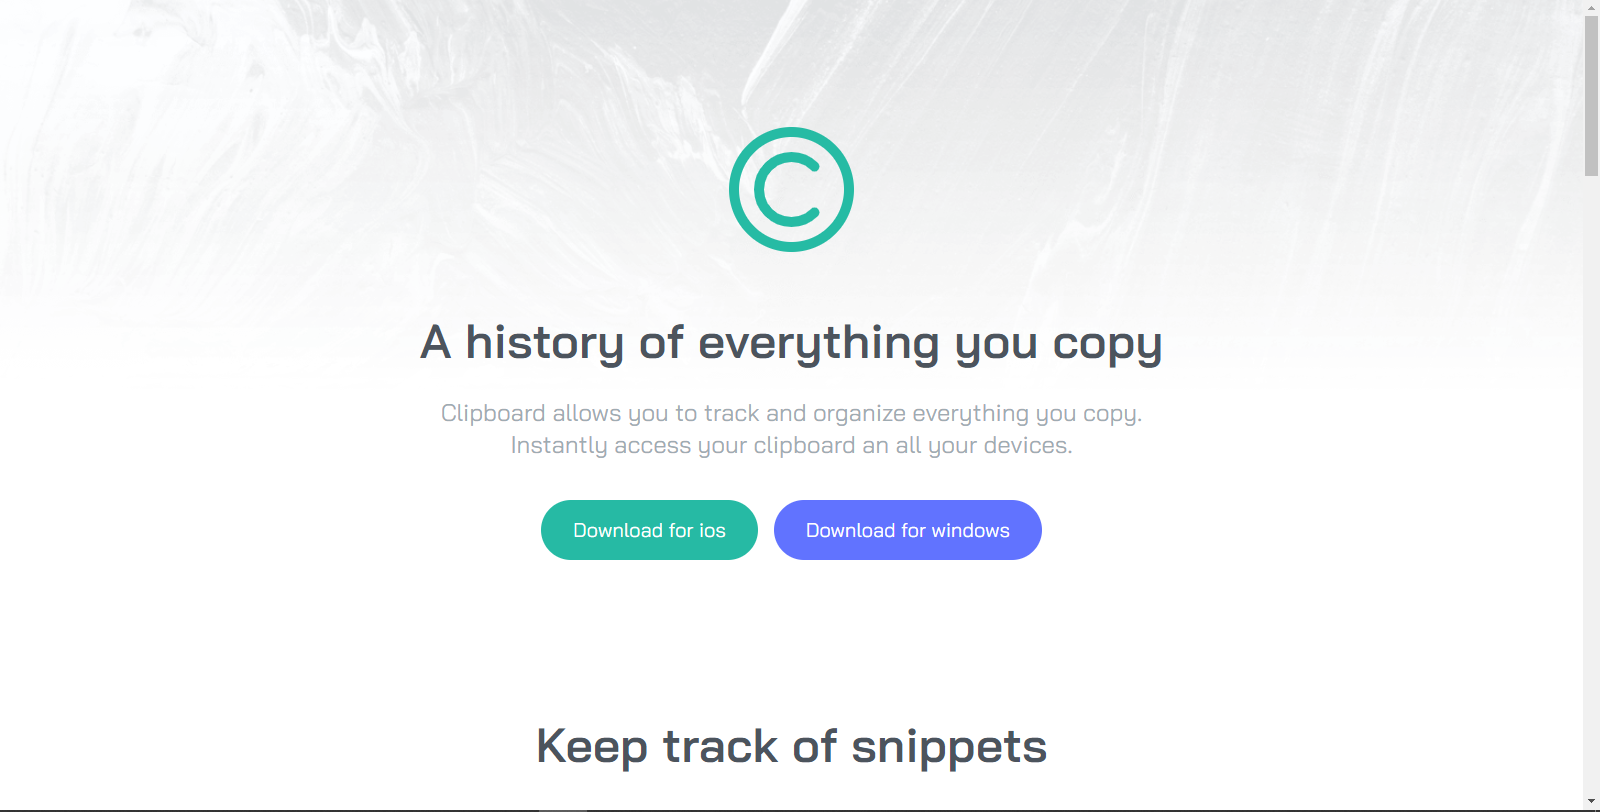 A history of everything you copy
Clipboard allows you to track and organize everything you copy.
Instantly access your clipboard an all your devices.
Download for ios
Download for windows
Keep track of snippets